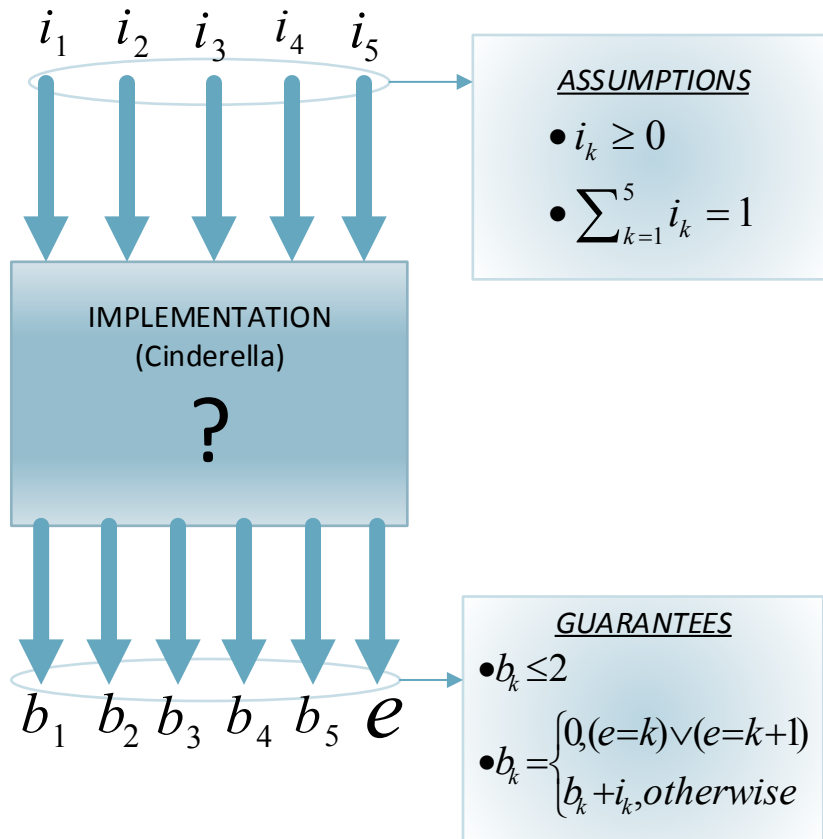 i₁ i₂ i₃ i₄ i₅
ASSUMPTIONS
• iₖ ≥ 0
• ∑⁵ₖ₌₁ iₖ = 1
IMPLEMENTATION
(Cinderella)
?
b₁ b₂ b₃ b₄ b₅ e
GUARANTEES
•bₖ ≤ 2
•bₖ = {0,(e=k)∨(e=k+1)
bₖ+iₖ,otherwise